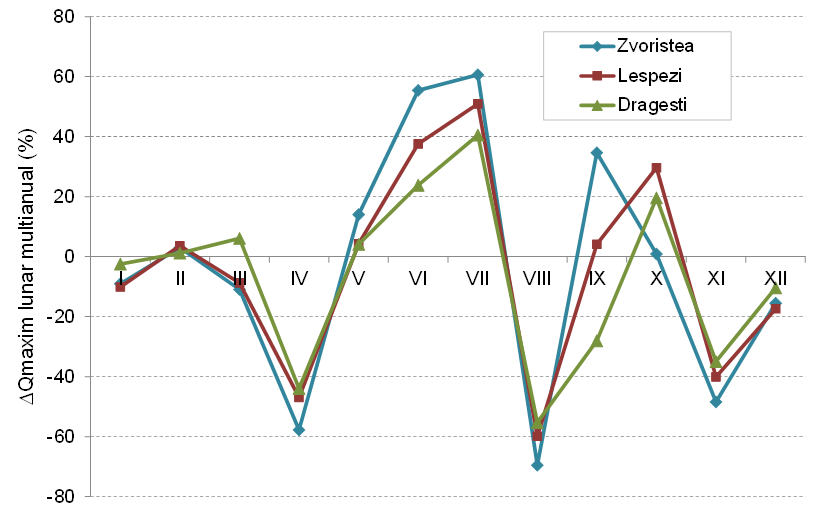 80
60
40
20
0
-20
-40
-60
-80
ΔQmaxim lunar multianual (%)
Zvoristea
Lespezi
Dragesti
I II III IV V VI VII VIII IX X XI XII